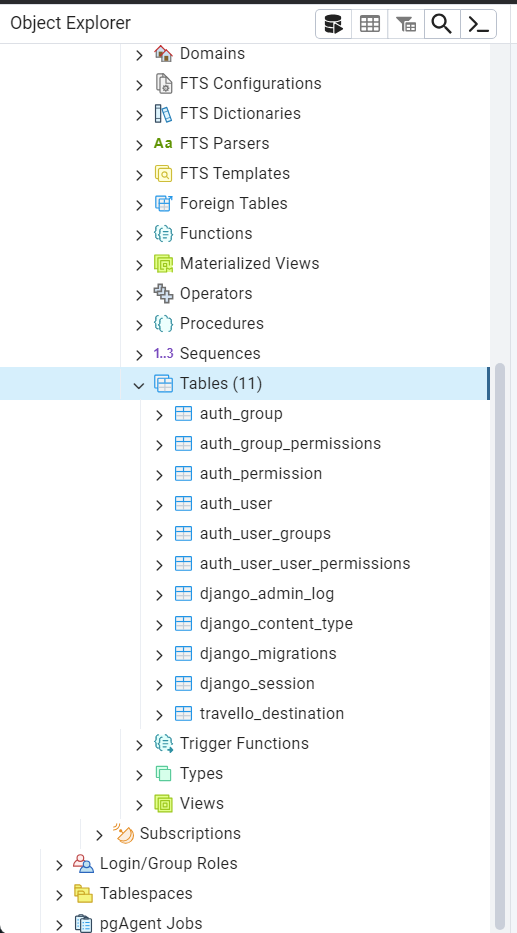 Object Explorer
Domains
FTS Configurations
FTS Dictionaries
Aa FTS Parsers
FTS Templates
Foreign Tables
Functions
Materialized Views
Operators
Procedures
1..3 Sequences
Tables (11)
auth_group
auth_group_permissions
auth_permission
auth_user
auth_user_groups
auth_user_user_permissions
django_admin_log
django_content_type
django_migrations
django_session
travello_destination
Trigger Functions
Types
Views
Subscriptions
Login/Group Roles
Tablespaces
pgAgent Jobs